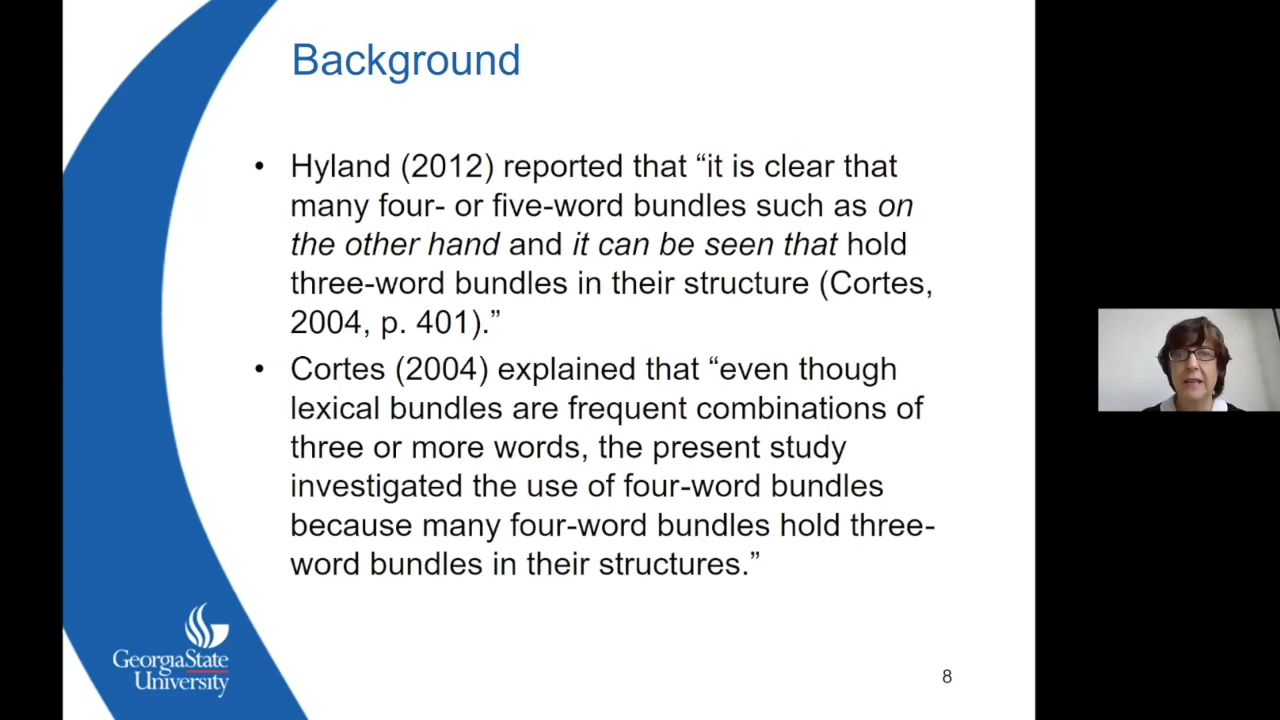 Background
• Hyland (2012) reported that “it is clear that
many four- or five-word bundles such as on
the other hand and it can be seen that hold
three-word bundles in their structure (Cortes,
2004, p. 401).”
• Cortes (2004) explained that “even though
lexical bundles are frequent combinations of
three or more words, the present study
investigated the use of four-word bundles
because many four-word bundles hold three-
word bundles in their structures.”
GeorgiaState
University
8